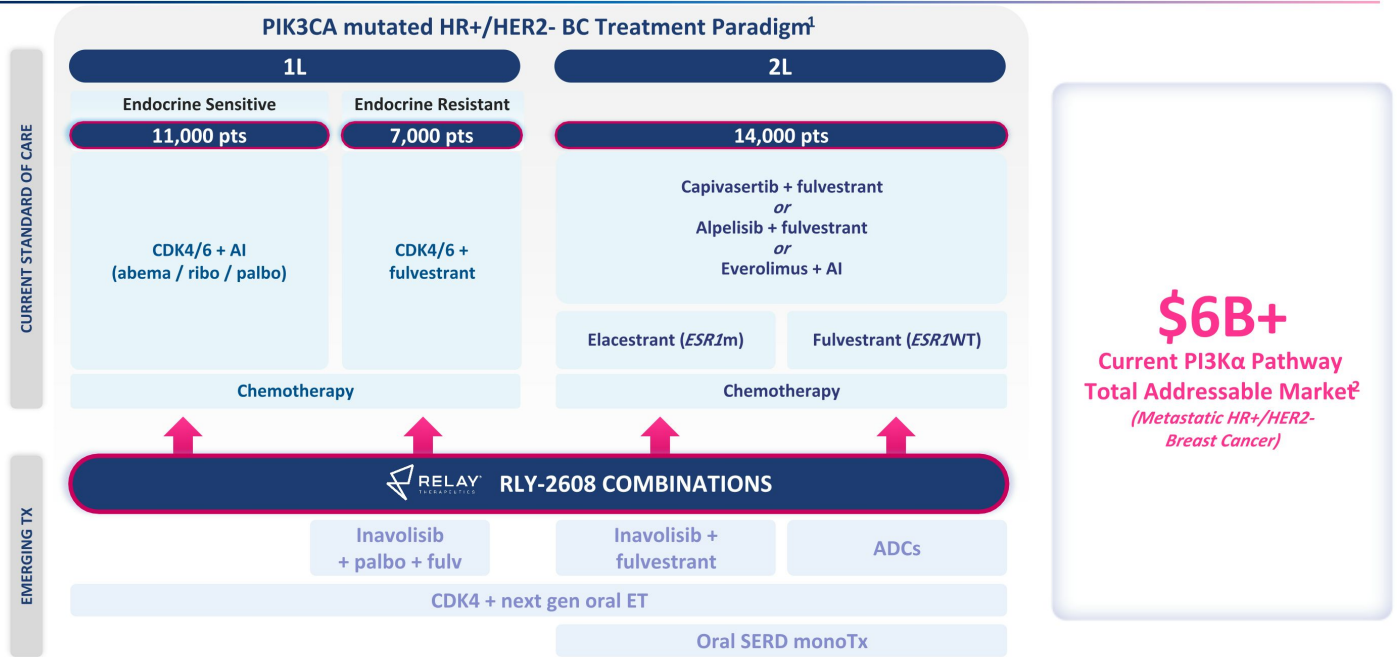 PIK3CA mutated HR+/HER2- BC Treatment Paradigm1
1L
2L
CURRENT STANDARD OF CARE
Endocrine Sensitive
Endocrine Resistant
11,000 pts
7,000 pts
14,000 pts
CDK4/6 + AI
(abema / ribo / palbo)
CDK4/6 +
fulvestrant
Capivasertib + fulvestrant
or
Alpelisib + fulvestrant
or
Everolimus + AI
Elacestrant (ESR1m)
Fulvestrant (ESR1WT)
Chemotherapy
Chemotherapy
EMERGING TX
RELAY
THERAPEUTICS
RLY-2608 COMBINATIONS
Inavolisib
+ palbo + fulv
Inavolisib +
fulvestrant
ADCs
CDK4 + next gen oral ET
Oral SERD monoTx
$6B+
Current PI3Kα Pathway
Total Addressable Market2
(Metastatic HR+/HER2-
Breast Cancer)